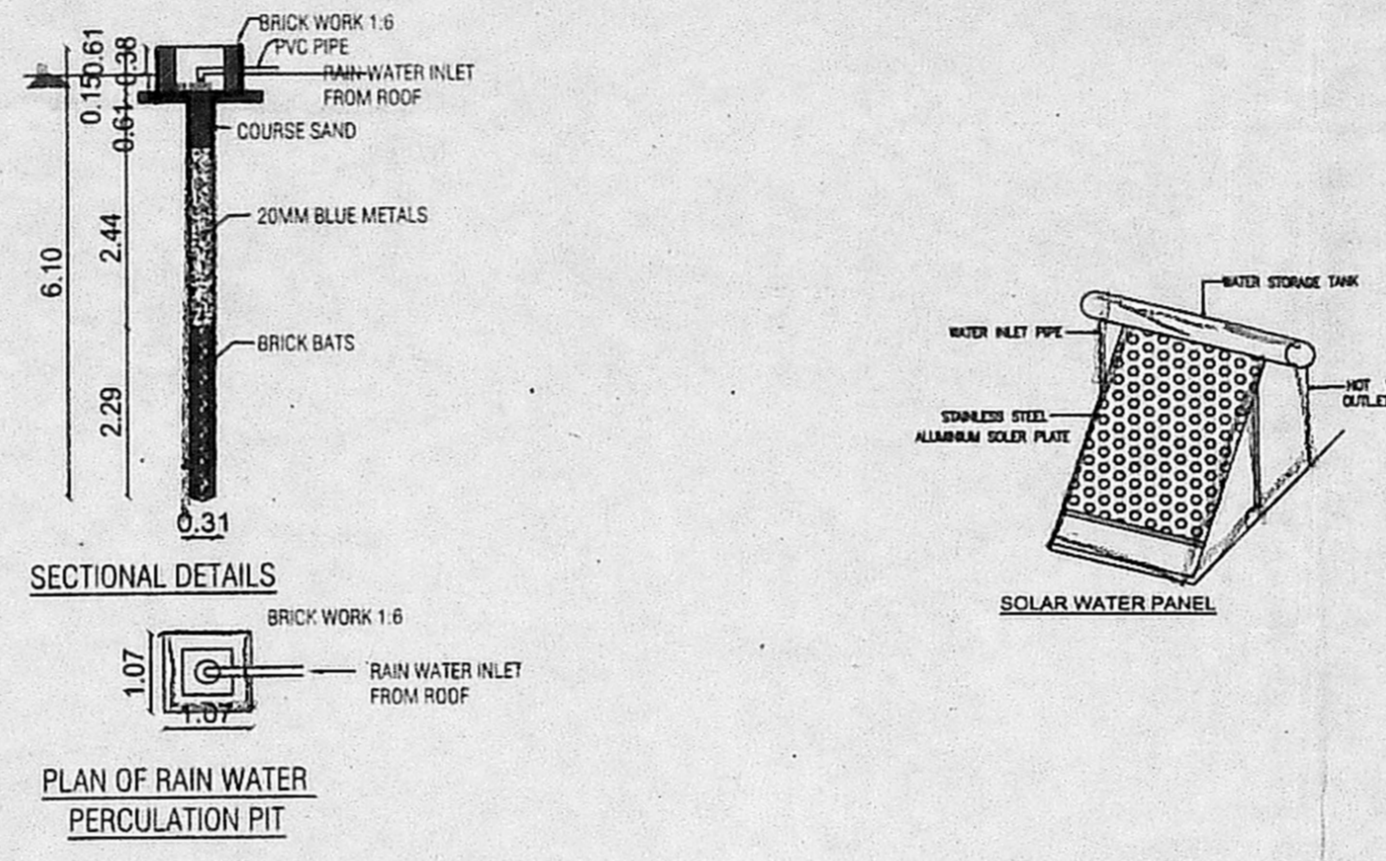 BRICK WORK 1:6
PVC PIPE
RAIN WATER INLET
FROM ROOF
COURSE SAND
20MM BLUE METALS
BRICK BATS
0.61
0.38
0.15
0.61
2.44
6.10
2.29
0.31
SECTIONAL DETAILS
BRICK WORK 1:6
RAIN WATER INLET
FROM ROOF
1.07
1.07
PLAN OF RAIN WATER
PERCULATION PIT
WATER STORAGE TANK
WATER INLET PIPE
HOT
OUTLE
STAINLESS STEEL
ALUMINIUM SOLER PLATE
SOLAR WATER PANEL